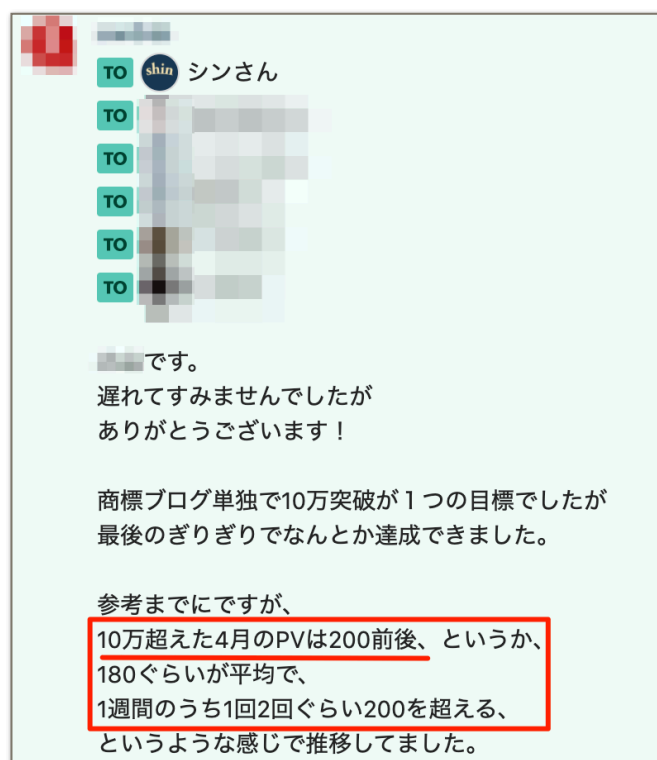 TO shin シンさん
TO
TO
TO
TO
TO
です。
遅れてすみませんでしたが
ありがとうございます！
商標ブログ単独で10万突破が１つの目標でしたが
最後のぎりぎりでなんとか達成できました。
参考までにですが、
10万超えた4月のPVは200前後、というか、
180ぐらいが平均で、
1週間のうち1回2回ぐらい200を超える、
というような感じで推移してました。